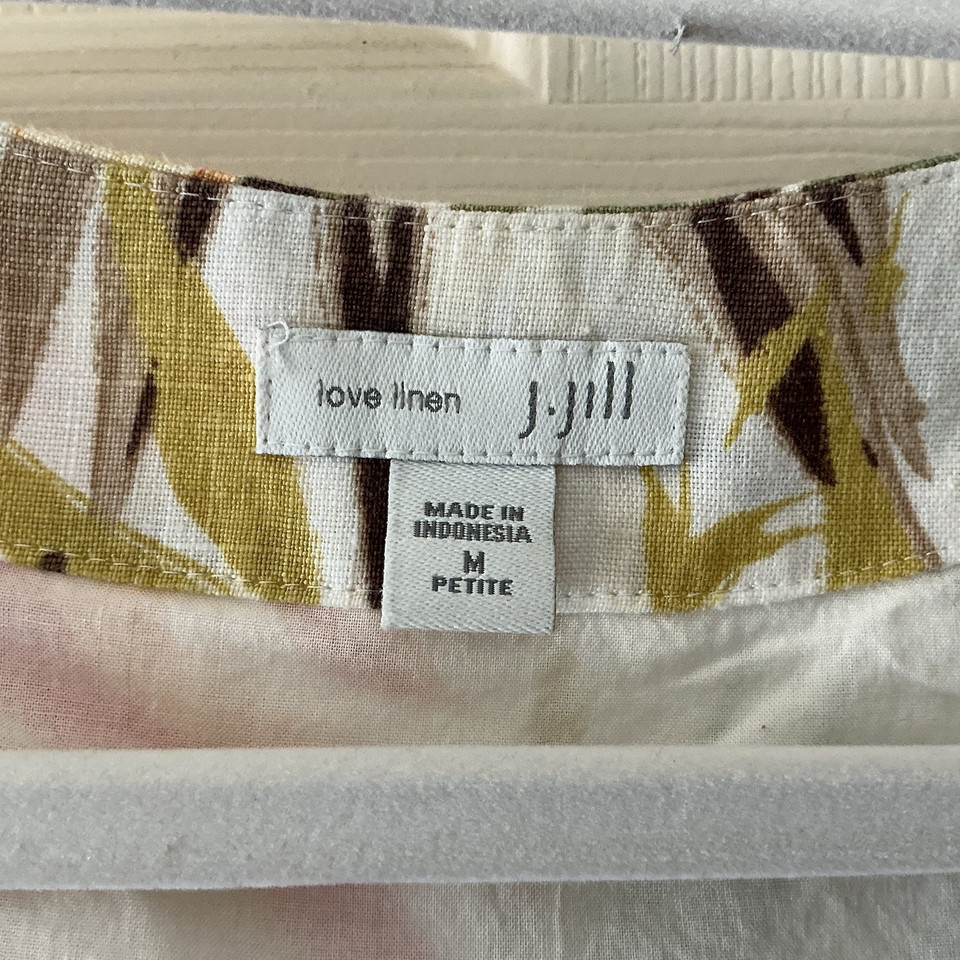 love linen j.jill
MADE IN
INDONESIA
M
PETITE